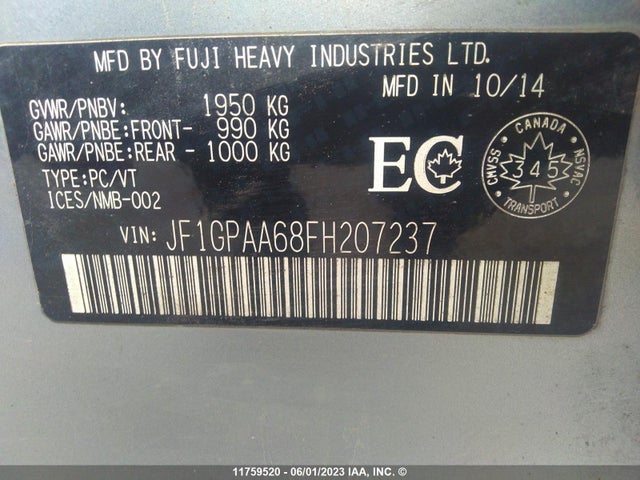 MFD BY FUJI HEAVY INDUSTRIES LTD.
MFD IN 10/14
GVWR/PNBV: 1950 KG
GAWR/PNBE:FRONT- 990 KG
GAWR/PNBE:REAR - 1000 KG
TYPE:PC/VT
ICES/NMB-002
EC
CANADA
CMVSS
345
NSVAC
TRANSPORT
VIN: JF1GPAA68FH207237
11759520 - 06/01/2023 IAA, INC. ©